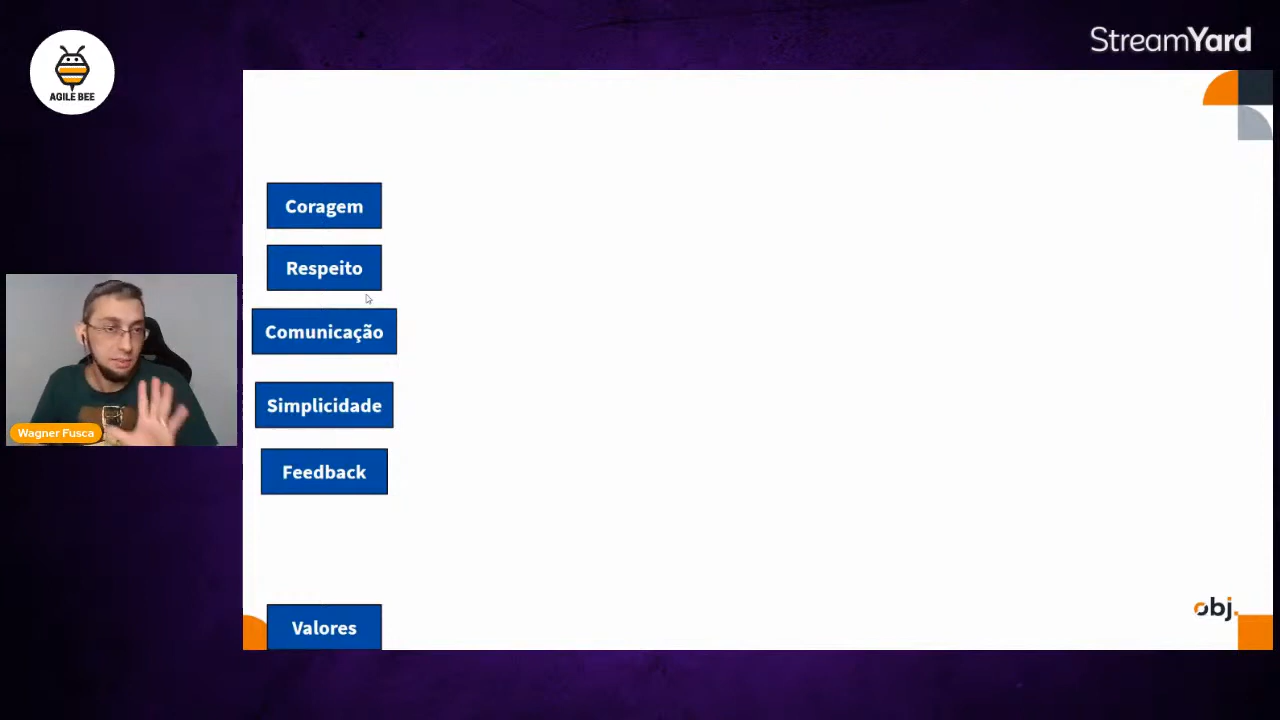 AGILE BEE
StreamYard
Coragem
Respeito
Comunicação
Simplicidade
Feedback
Valores
Wagner Fusca
obj.